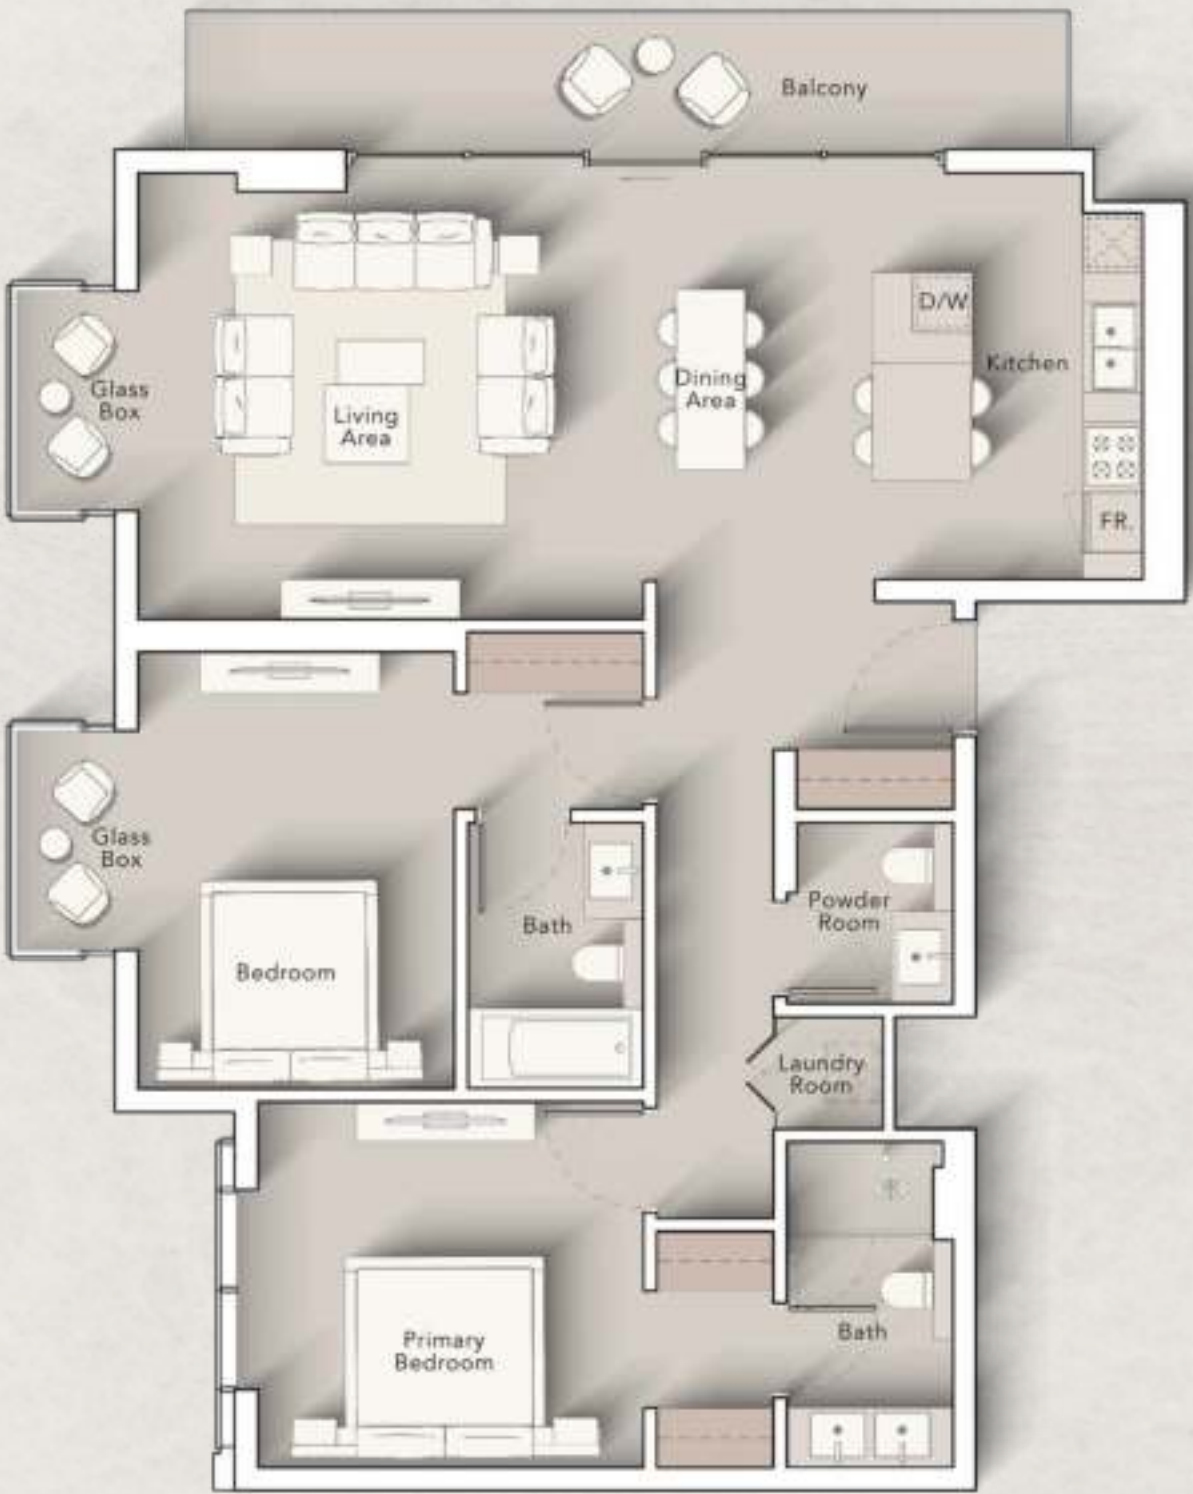 Balcony
D/W
Kitchen
Glass
Box
Dining
Area
Living
Area
FR.
Glass
Box
Bath
Powder
Room
Bedroom
Laundry
Room
Primary
Bedroom
Bath